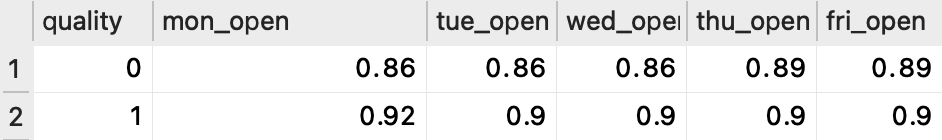 quality mon_open tue_open wed_ope thu_open fri_open
1 0 0.86 0.86 0.86 0.89 0.89
2 1 0.92 0.9 0.9 0.9 0.9